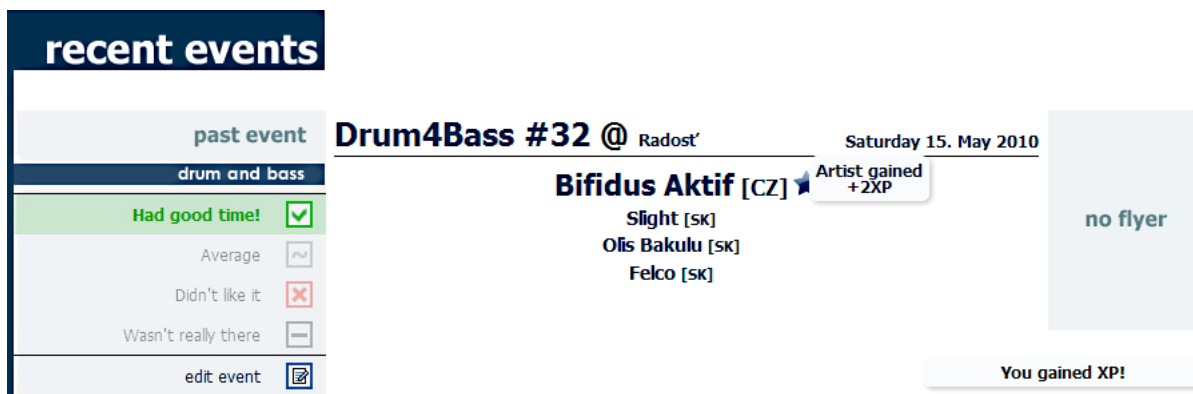 recent events
past event
Drum4Bass #32 @ Radosť
Saturday 15. May 2010
drum and bass
Bifidus Aktif [CZ]
Artist gained
+2XP
Slight [SK]
Olis Bakulu [SK]
Felco [SK]
no flyer
Had good time!
Average
Didn't like it
Wasn't really there
edit event
You gained XP!